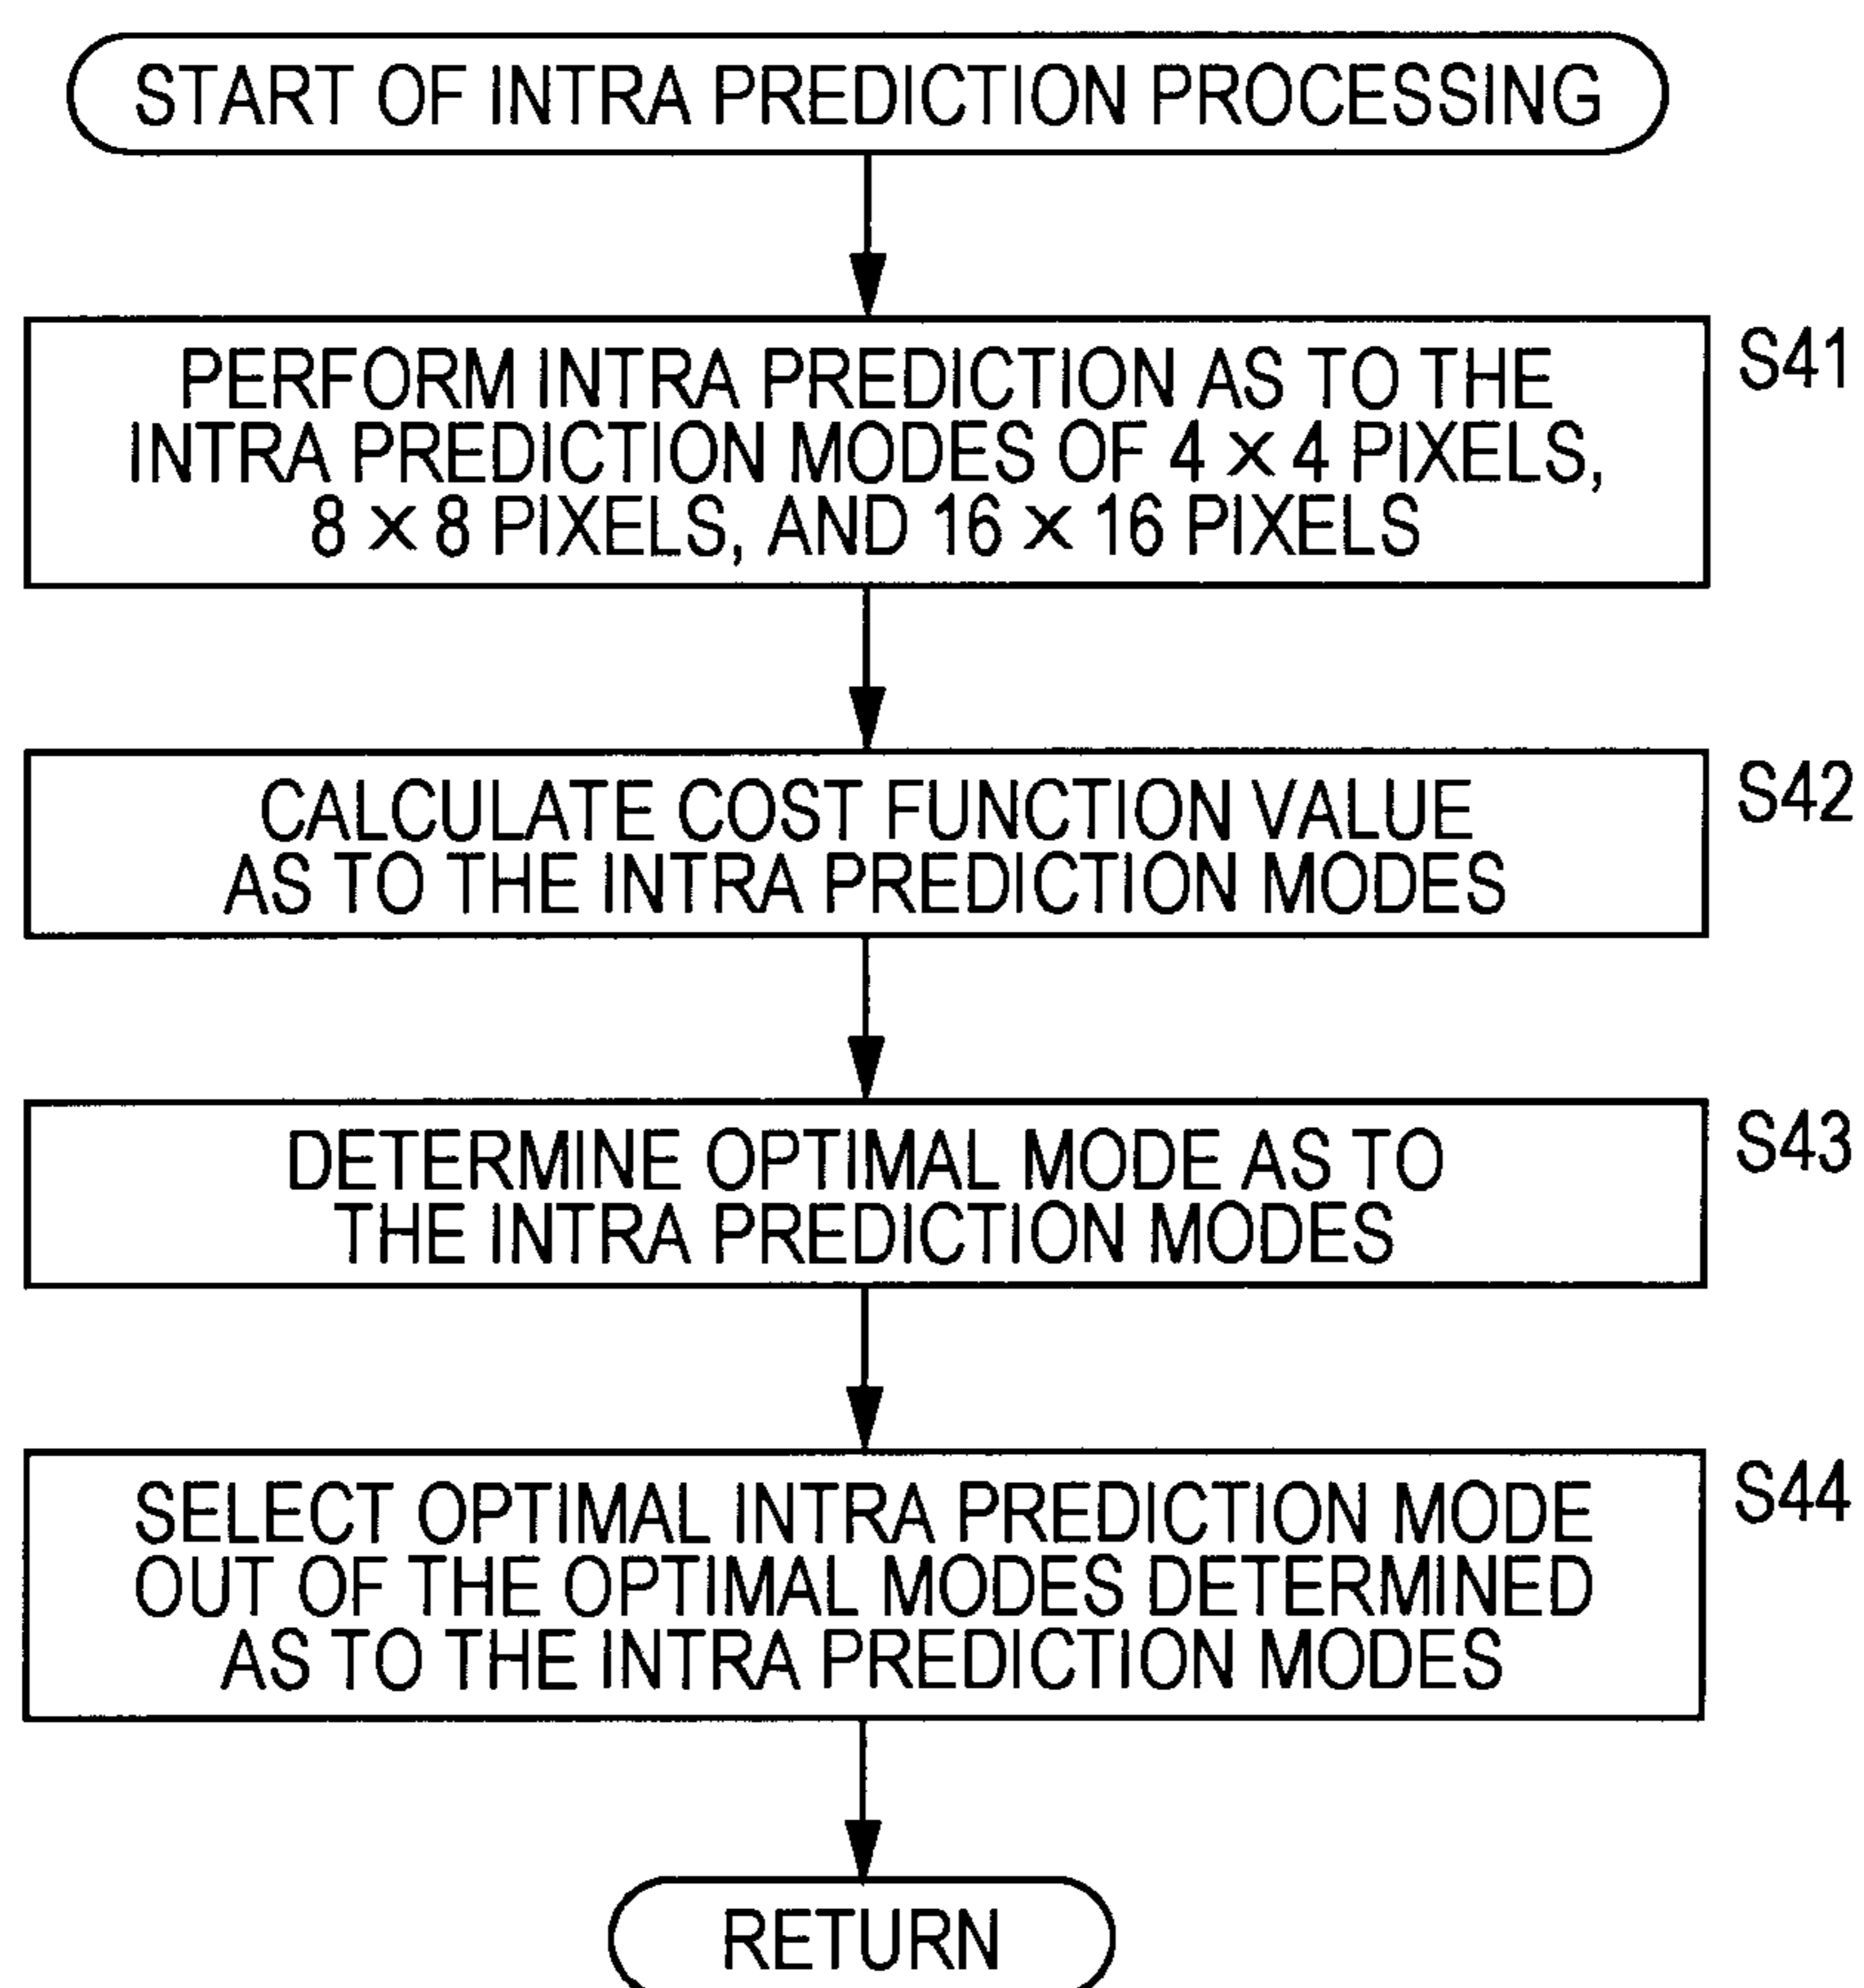 START OF INTRA PREDICTION PROCESSING
PERFORM INTRA PREDICTION AS TO THE
INTRA PREDICTION MODES OF 4 × 4 PIXELS,
8 × 8 PIXELS, AND 16 × 16 PIXELS
S41
CALCULATE COST FUNCTION VALUE
AS TO THE INTRA PREDICTION MODES
S42
DETERMINE OPTIMAL MODE AS TO
THE INTRA PREDICTION MODES
S43
SELECT OPTIMAL INTRA PREDICTION MODE
OUT OF THE OPTIMAL MODES DETERMINED
AS TO THE INTRA PREDICTION MODES
S44
RETURN